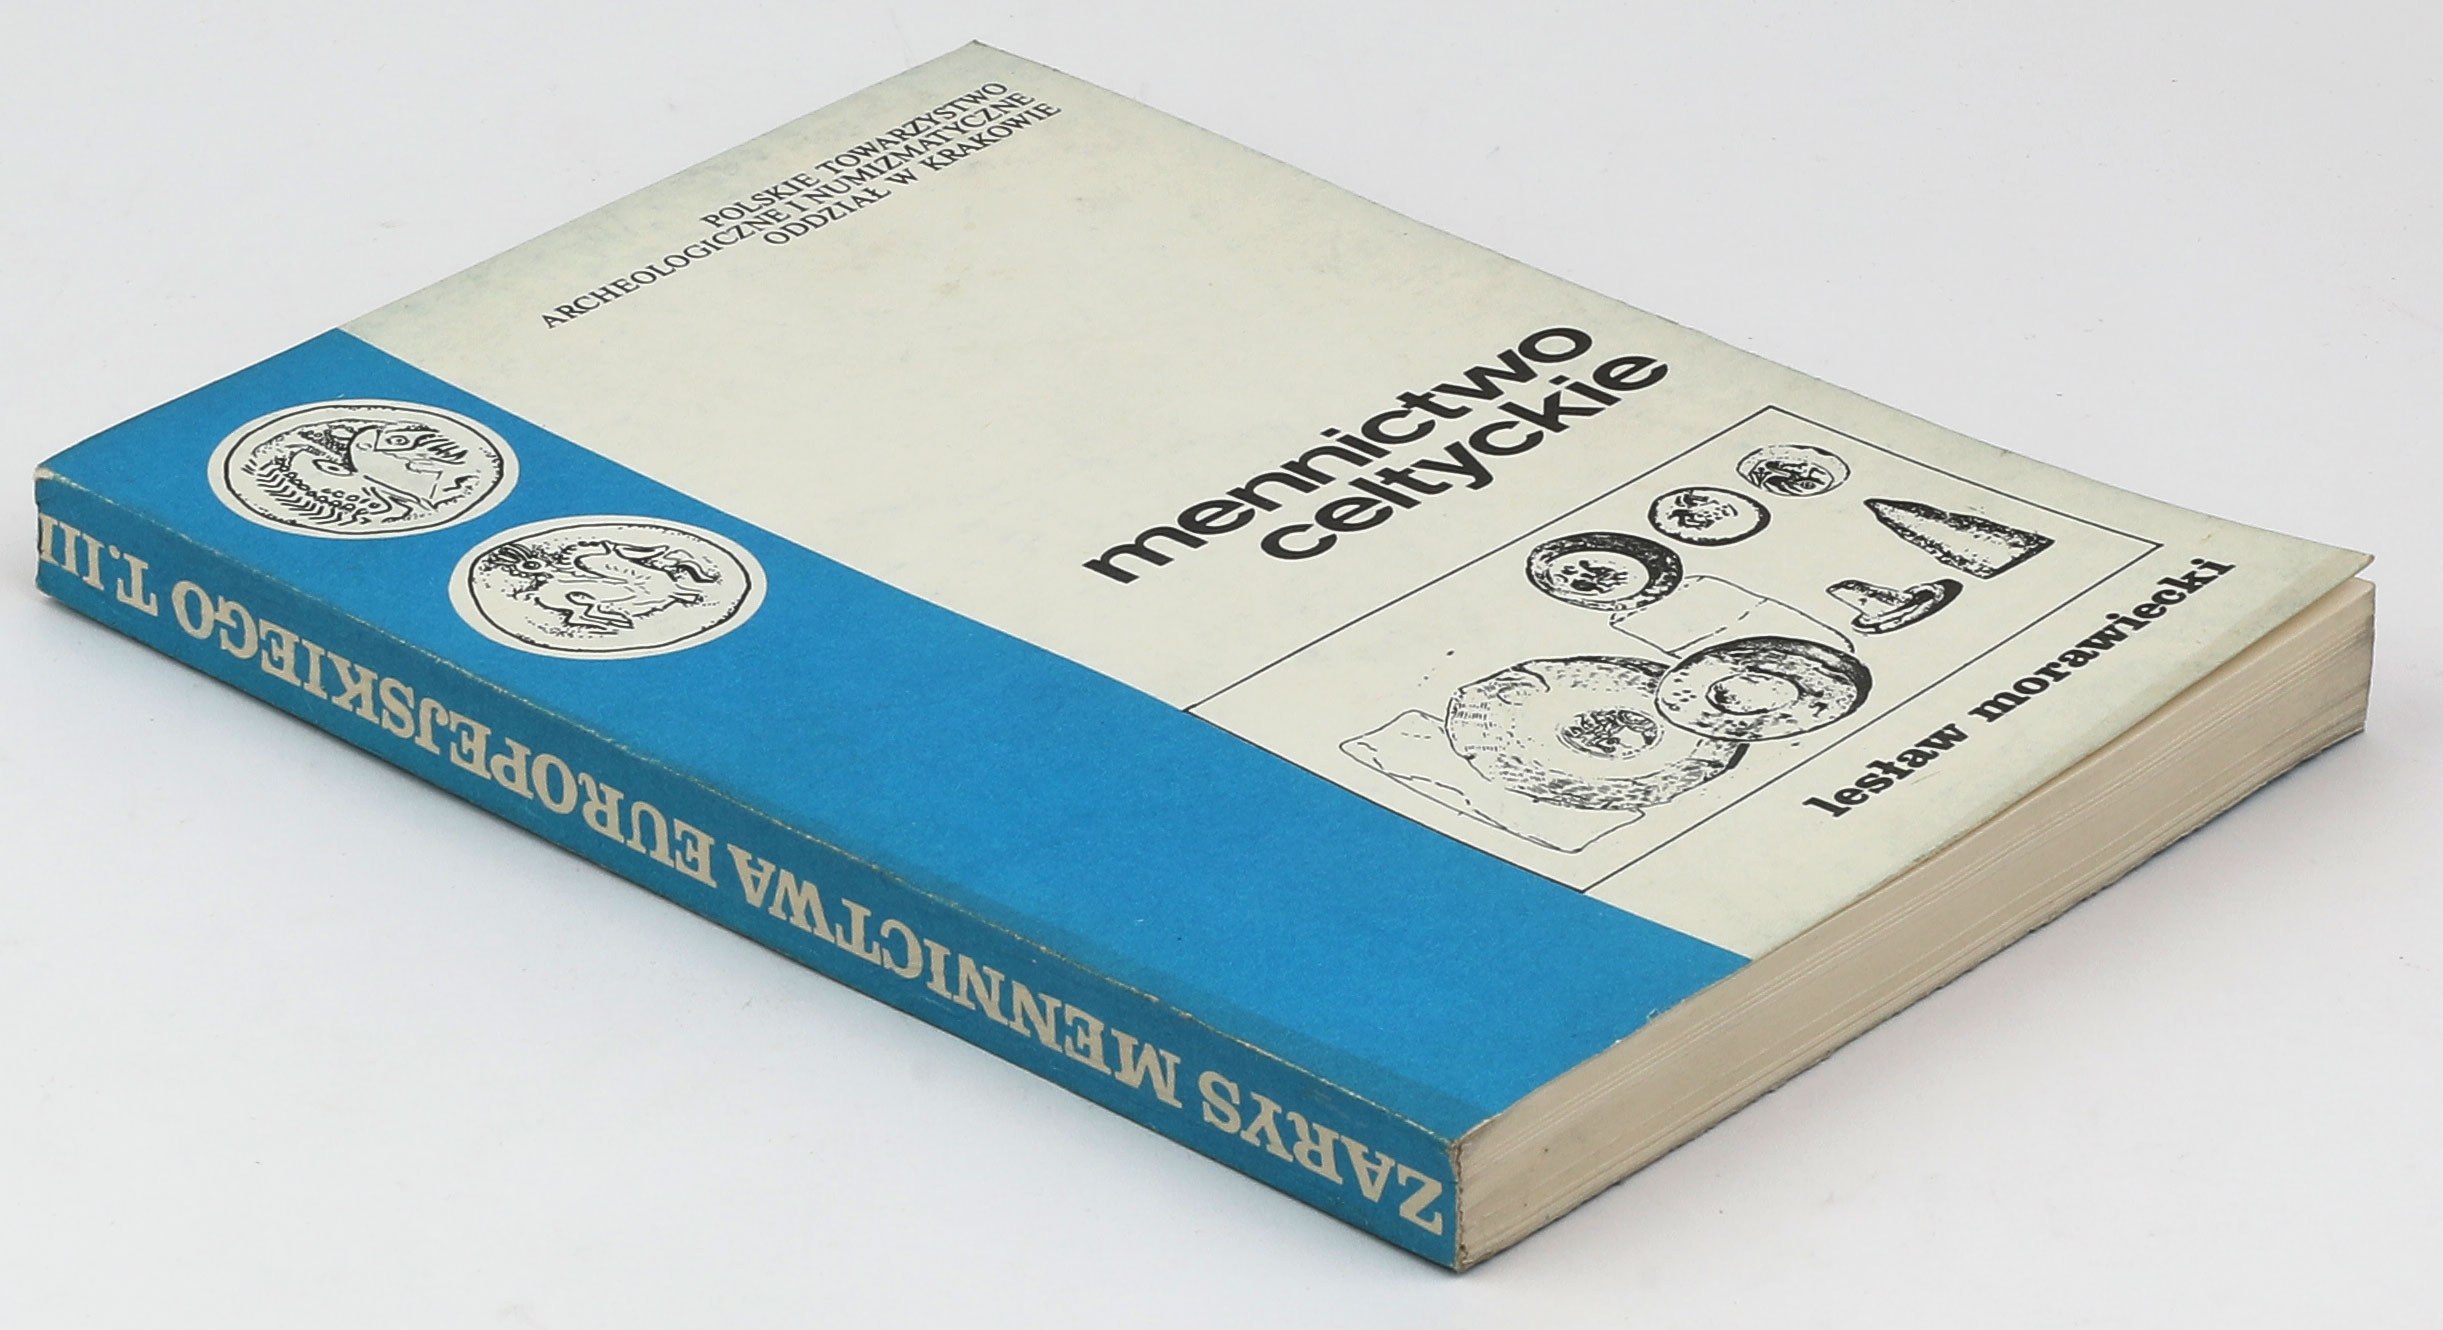 POLSKIE TOWARZYSTWO
ARCHEOLOGICZNE I NUMIZMATYCZNE
ODDZIAŁ W KRAKOWIE
mennictwo
celtyckie
lesław morawiecki
ZARYS MENNICTWA EUROPEJSKIEGO T.III